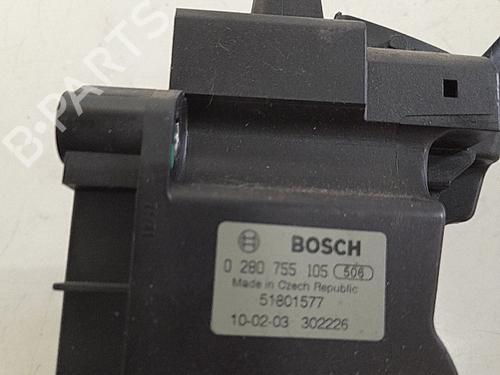 B-PARTS
BOSCH
0 280 755 105 506
Made in Czech Republic
51801577
10-02-03 302226